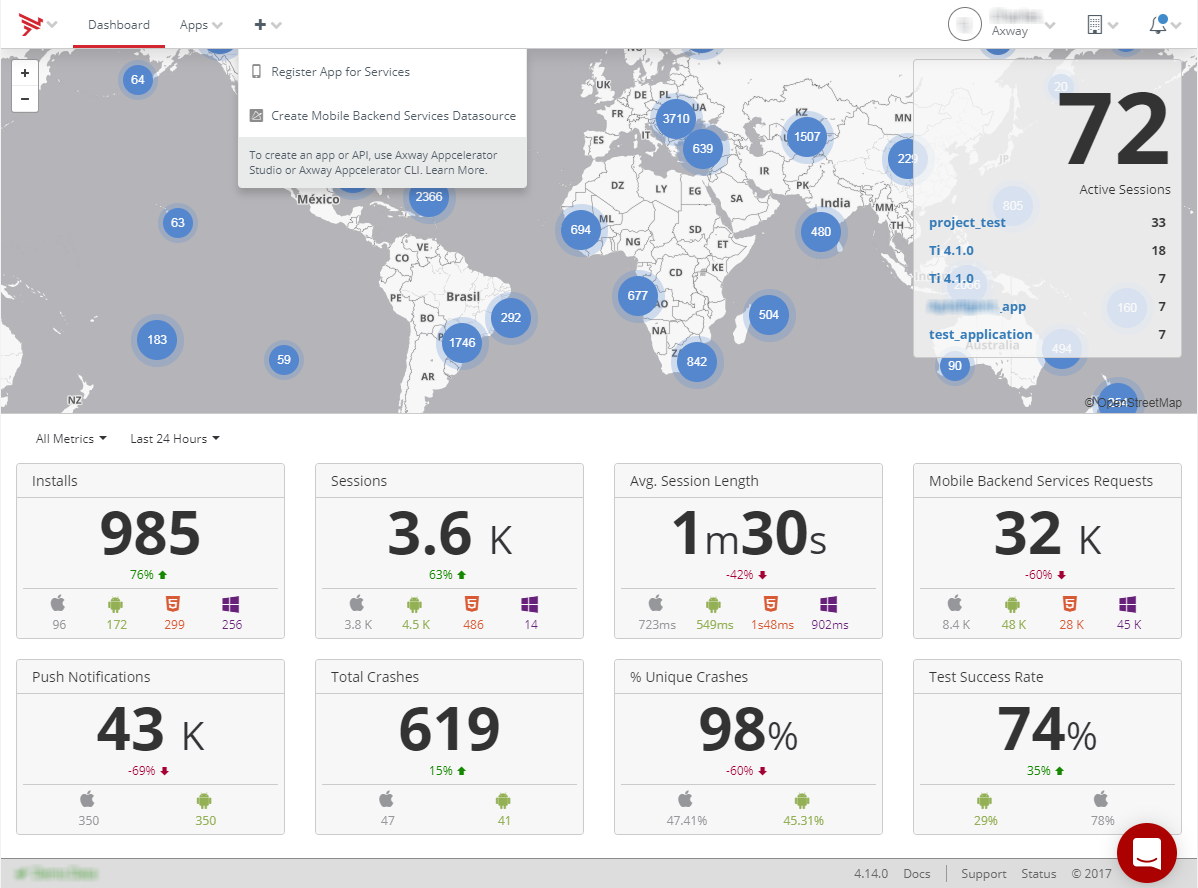 Dashboard
Apps
+
Axway
+
−
Register App for Services
Create Mobile Backend Services Datasource
To create an app or API, use Axway Appcelerator
Studio or Axway Appcelerator CLI. Learn More.
64
UK
DE
PL
UA
FR
IT
ES
KZ
MN
JP
3710
639
1507
229
20
805
México
2366
63
DZ
LY
EG
SA
IR
PK
India
MM
TH
ML
NG
SD
ET
694
480
CD
KE
VE
CO
PE
Brasil
BO
677
AO
292
504
160
183
59
1746
NA
842
AR
90
494
Australia
NZ
72
Active Sessions
project_test 33
Ti 4.1.0 18
Ti 4.1.0 7
_app 7
test_application 7
© OpenStreetMap
All Metrics
Last 24 Hours
Installs
985
76%
96 172 299 256
Sessions
3.6 K
63%
3.8 K 4.5 K 486 14
Avg. Session Length
1m30s
-42%
723ms 549ms 1s48ms 902ms
Mobile Backend Services Requests
32 K
-60%
8.4 K 48 K 28 K 45 K
Push Notifications
43 K
-69%
350 350
Total Crashes
619
15%
47 41
% Unique Crashes
98%
-60%
47.41% 45.31%
Test Success Rate
74%
35%
29% 78%
4.14.0 Docs Support Status © 2017